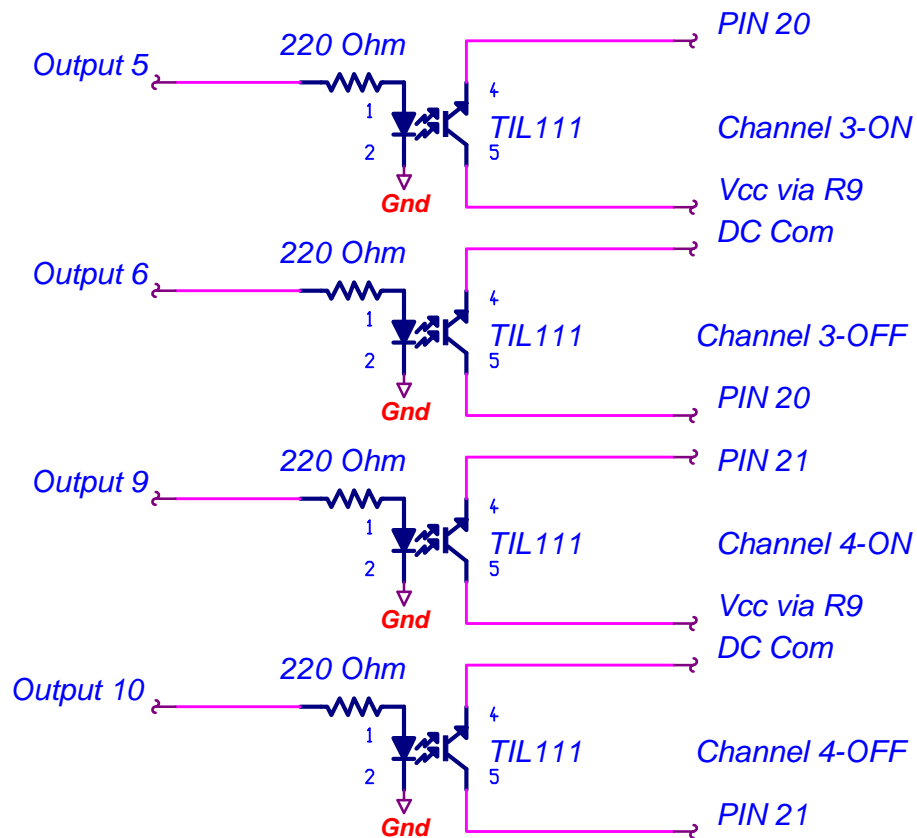 PIN 20
220 Ohm
Output 5
4
1
TIL111
Channel 3-ON
2
5
Gnd
Vcc via R9
DC Com
220 Ohm
Output 6
4
1
TIL111
Channel 3-OFF
2
5
Gnd
PIN 20
PIN 21
220 Ohm
Output 9
4
1
TIL111
Channel 4-ON
2
5
Gnd
Vcc via R9
DC Com
220 Ohm
Output 10
4
1
TIL111
Channel 4-OFF
2
5
Gnd
PIN 21